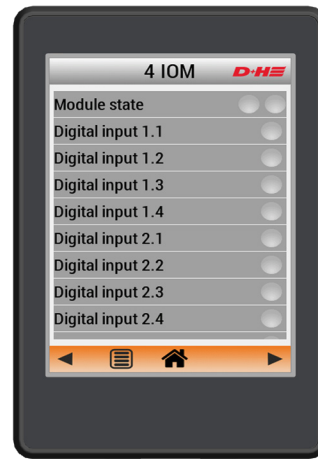 4 IOM
D+H
Module state
Digital input 1.1
Digital input 1.2
Digital input 1.3
Digital input 1.4
Digital input 2.1
Digital input 2.2
Digital input 2.3
Digital input 2.4